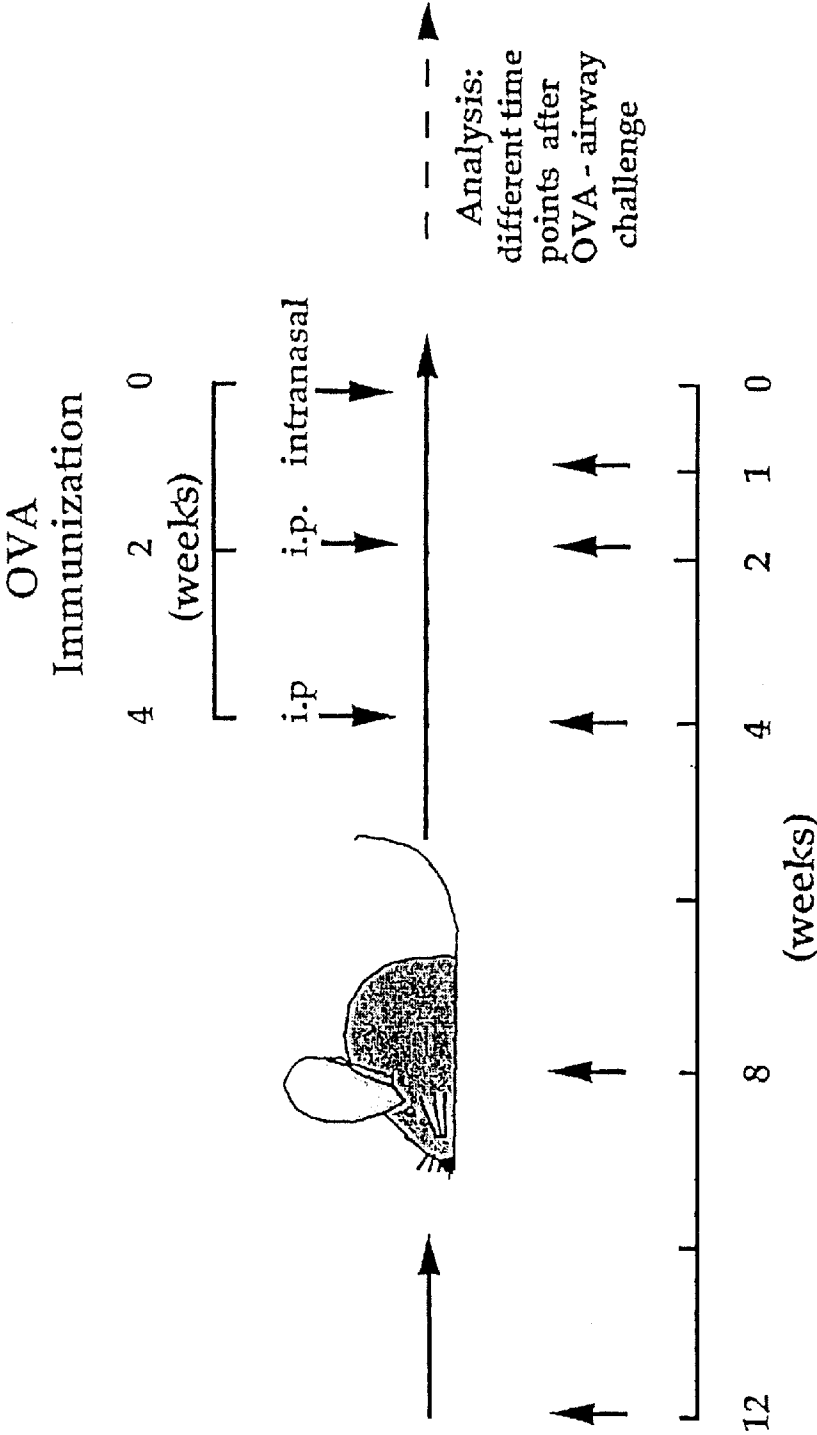 OVA
Immunization
4 2 0
(weeks)
i.p i.p. intranasal
Analysis:
different time
points after
OVA - airway
challenge
12 8 4 2 1 0
(weeks)